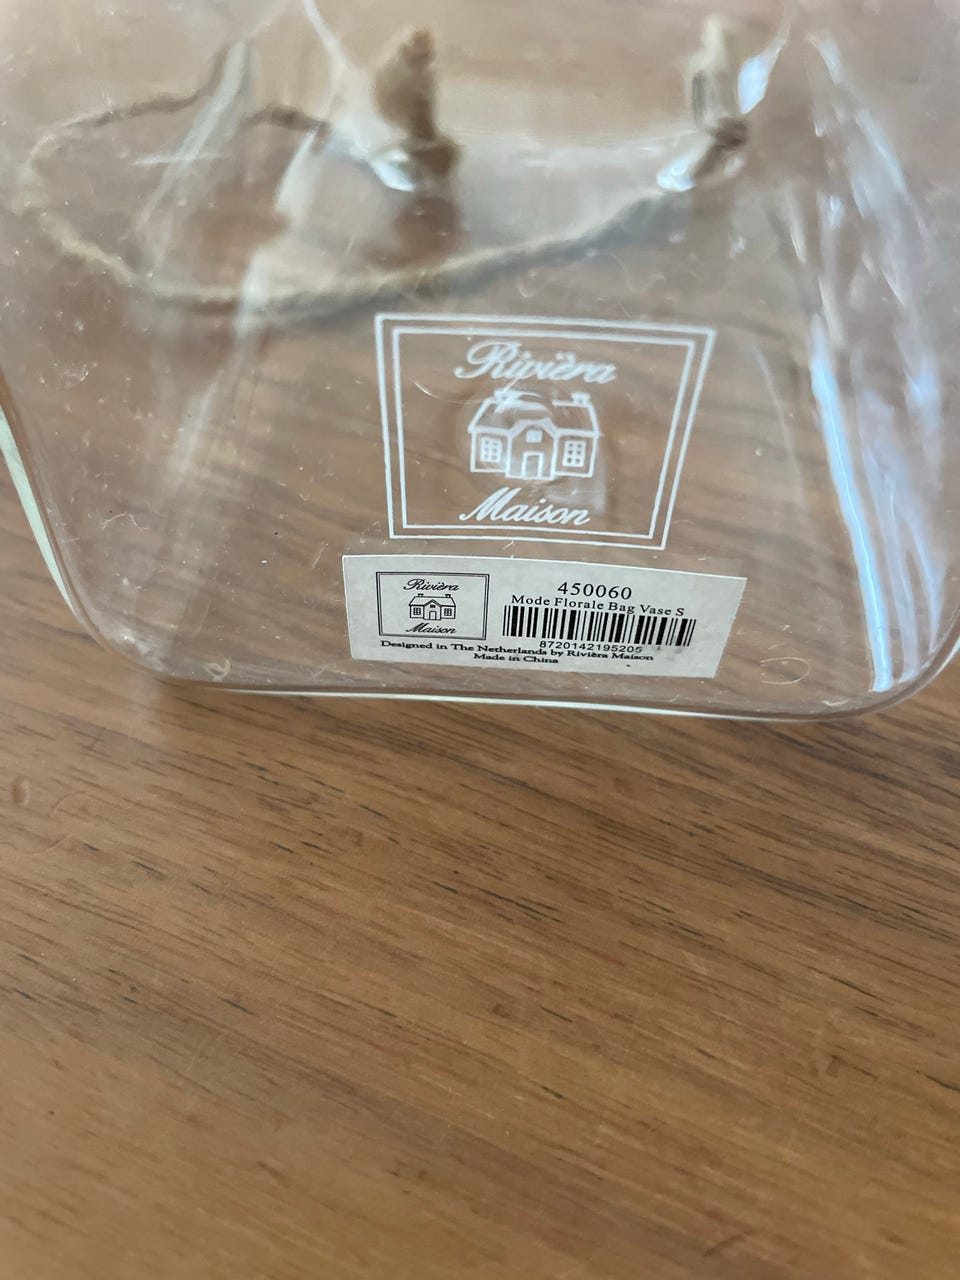 Rivièra
Maison
Rivièra
Maison
450060
Mode Florale Bag Vase S
8720142195205
Designed in The Netherlands by Rivièra Maison
Made in China